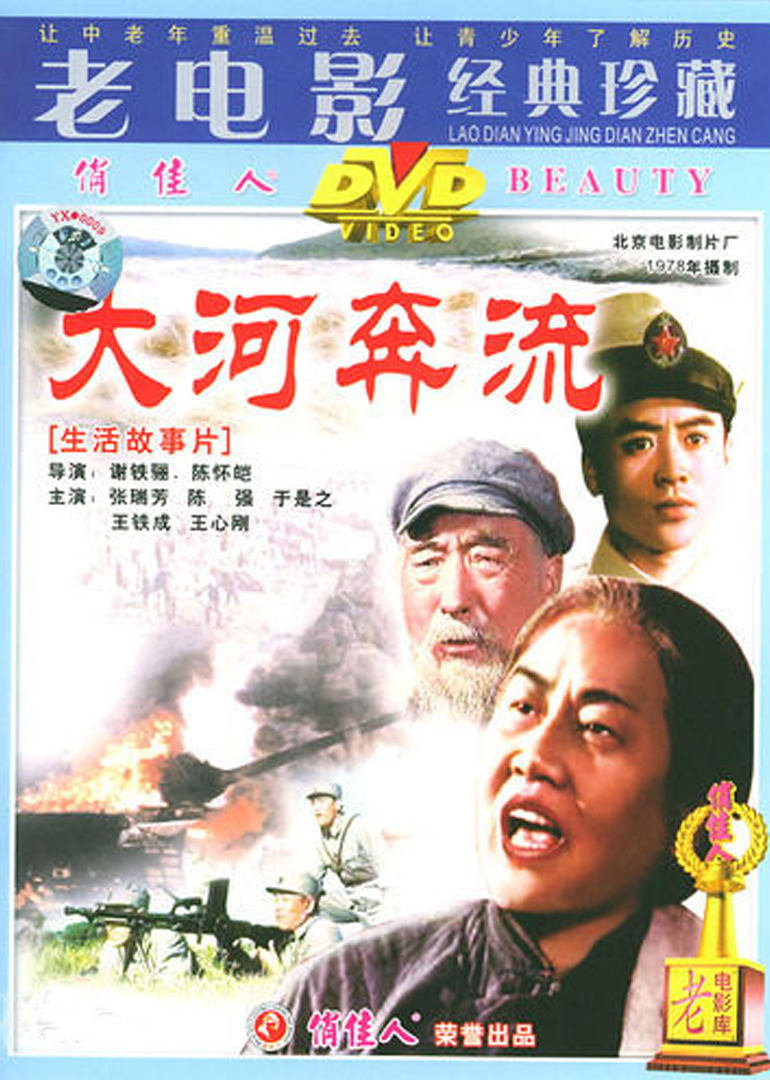 让中老年重温过去 让青少年了解历史
老电影 经典珍藏
LAO DIAN YING JING DIAN ZHEN CANG
俏佳人 DVD VIDEO BEAUTY
YX●0009
北京电影制片厂
1978年摄制
大河奔流
[生活故事片]
导演：谢铁骊、陈怀皑
主演：张瑞芳 陈 强 于是之
王铁成 王心刚
俏佳人
老电影库
俏佳人 荣誉出品